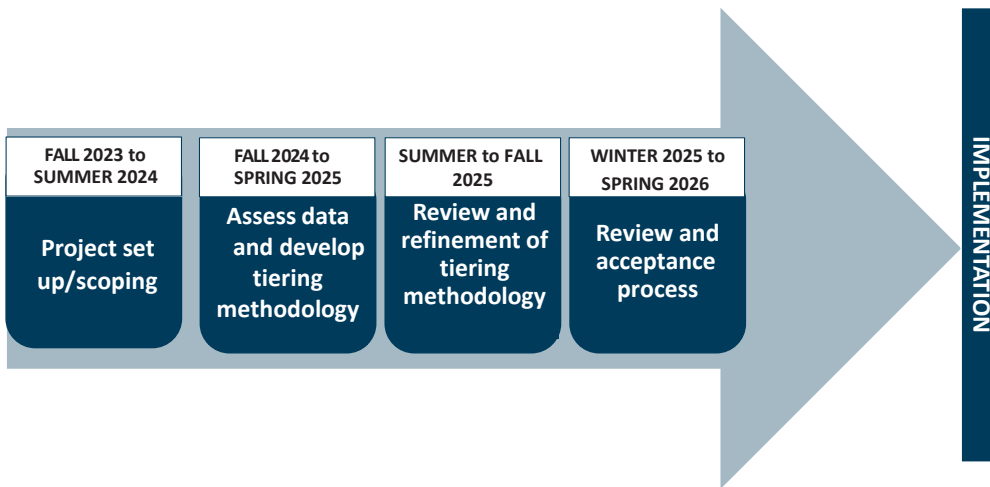 FALL 2023 to
SUMMER 2024
Project set
up/scoping
FALL 2024 to
SPRING 2025
Assess data
and develop
tiering
methodology
SUMMER to FALL
2025
Review and
refinement of
tiering
methodology
WINTER 2025 to
SPRING 2026
Review and
acceptance
process
IMPLEMENTATION